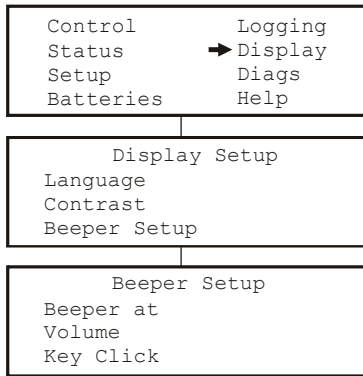 Control Logging
Status Display
Setup Diags
Batteries Help
Display Setup
Language
Contrast
Beeper Setup
Beeper Setup
Beeper at
Volume
Key Click